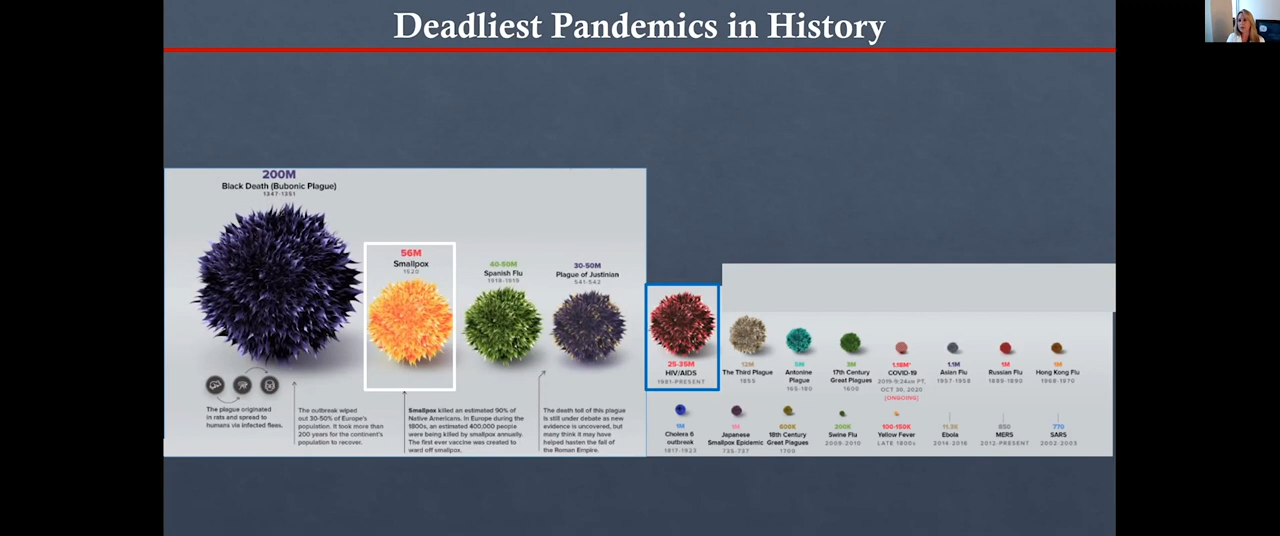 Deadliest Pandemics in History
200M
Black Death (Bubonic Plague)
1347-1351
56M
Smallpox
1520
40-50M
Spanish Flu
1918-1919
30-50M
Plague of Justinian
541-542
The plague originated
in rats and spread to
humans via infected fleas.
The outbreak wiped
out 30-50% of Europe's
population. It took more than
200 years for the continent's
population to recover.
Smallpox killed an estimated 90% of
Native Americans. In Europe during the
1800s, an estimated 400,000 people
were being killed by smallpox annually.
The first ever vaccine was created to
ward off smallpox.
The death toll of this plague
is still under debate as new
evidence is uncovered, but
many think it may have
helped hasten the fall of
the Roman Empire.
25-35M
HIV/AIDS
1981-PRESENT
12M
The Third Plague
1855
5M
Antonine
Plague
165-180
3M
17th Century
Great Plagues
1600
1.18M*
COVID-19
2019-9:24am PT,
OCT 30, 2020
(ONGOING)
1.1M
Asian Flu
1957-1958
1M
Russian Flu
1889-1890
1M
Hong Kong Flu
1968-1970
1M
Cholera 6
outbreak
1817-1923
1M
Japanese
Smallpox Epidemic
735-737
600K
18th Century
Great Plagues
1700
200K
Swine Flu
2009-2010
100-150K
Yellow Fever
LATE 1800s
11.3K
Ebola
2014-2016
850
MERS
2012-PRESENT
770
SARS
2002-2003